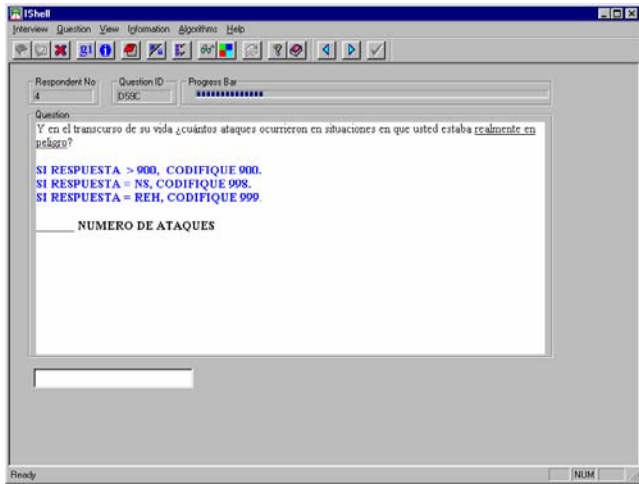 IShell
Interview Question View Information Algorithms Help
gi
Respondent No
Question ID
Progress Bar
4
D59C
Question
Y en el transcurso de su vida ¿cuántos ataques ocurrieron en situaciones en que usted estaba realmente en
peligro?
SI RESPUESTA > 900, CODIFIQUE 900.
SI RESPUESTA = NS, CODIFIQUE 998.
SI RESPUESTA = REH, CODIFIQUE 999.
______ NUMERO DE ATAQUES
Ready
NUM